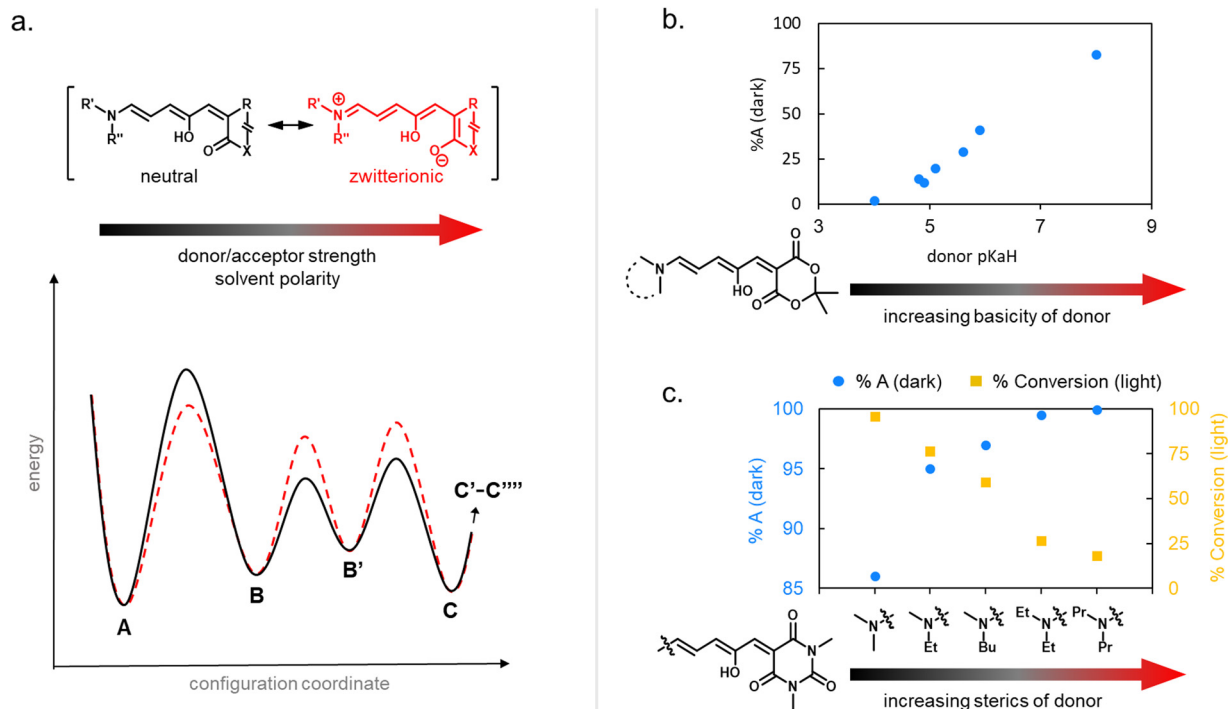 a.
R'
N
⊕
R"
HO
O
R
X
neutral
R'
N
⊕
R"
HO
O
⊖
R
X
zwitterionic
donor/acceptor strength
solvent polarity
energy
A
B
B'
C
C'–C''''
configuration coordinate
b.
%A (dark)
100
75
50
25
0
3 5 7 9
donor pKaH
N
HO
O
O
O
O
increasing basicity of donor
c.
% A (dark) % Conversion (light)
% A (dark)
100
95
90
85
% Conversion (light)
100
75
50
25
0
N
N
Et
N
Bu
Et N
Et
Pr N
Pr
HO
O
O
N
N
O
increasing sterics of donor